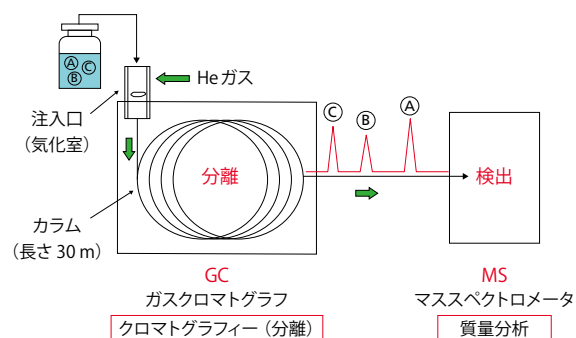 Ⓐ
Ⓒ
Ⓑ
Heガス
注入口
(気化室)
Ⓒ
Ⓑ
Ⓐ
分離
検出
カラム
(長さ 30 m)
GC
ガスクロマトグラフ
クロマトグラフィー(分離)
MS
マススペクトロメータ
質量分析